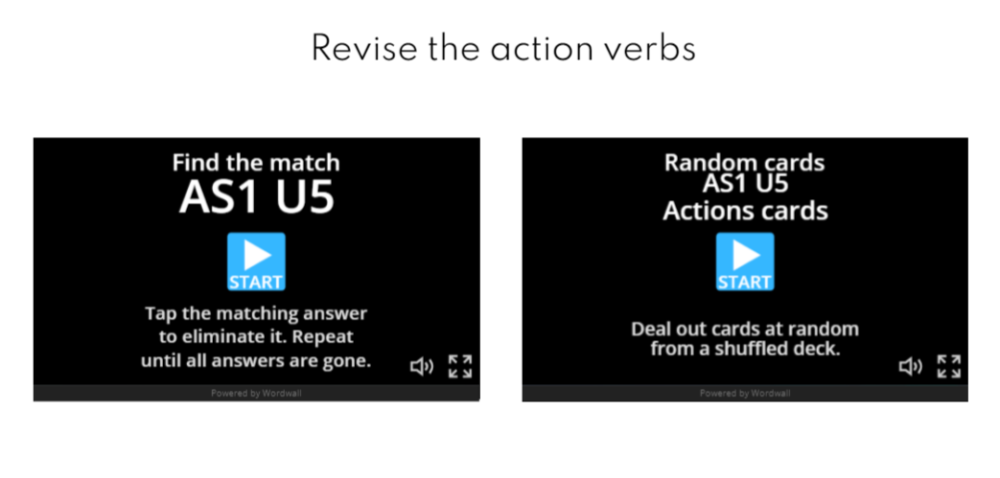 Revise the action verbs
Find the match
AS1 U5
START
Tap the matching answer
to eliminate it. Repeat
until all answers are gone.
Powered by Wordwall
Random cards
AS1 U5
Actions cards
START
Deal out cards at random
from a shuffled deck.
Powered by Wordwall